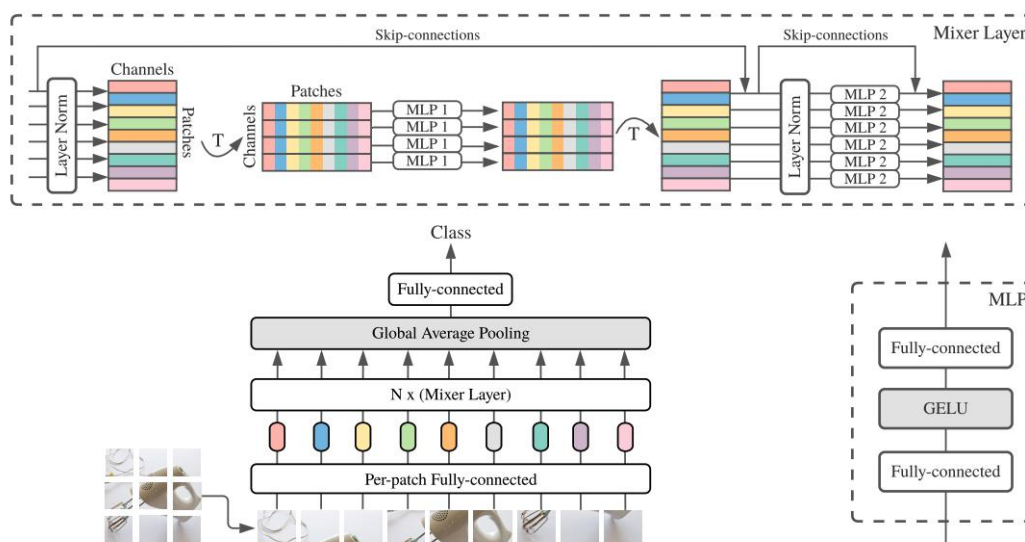 Skip-connections
Skip-connections
Mixer Layer
Channels
Patches
Layer Norm
Patches
T
Channels
MLP 1
MLP 1
MLP 1
MLP 1
T
Layer Norm
MLP 2
MLP 2
MLP 2
MLP 2
MLP 2
MLP 2
Class
Fully-connected
Global Average Pooling
N x (Mixer Layer)
Per-patch Fully-connected
MLP
Fully-connected
GELU
Fully-connected